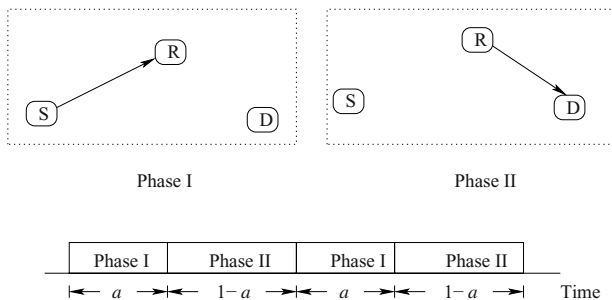 R
S
D
Phase I
R
S
D
Phase II
Phase I Phase II Phase I Phase II
a 1−a a 1−a Time